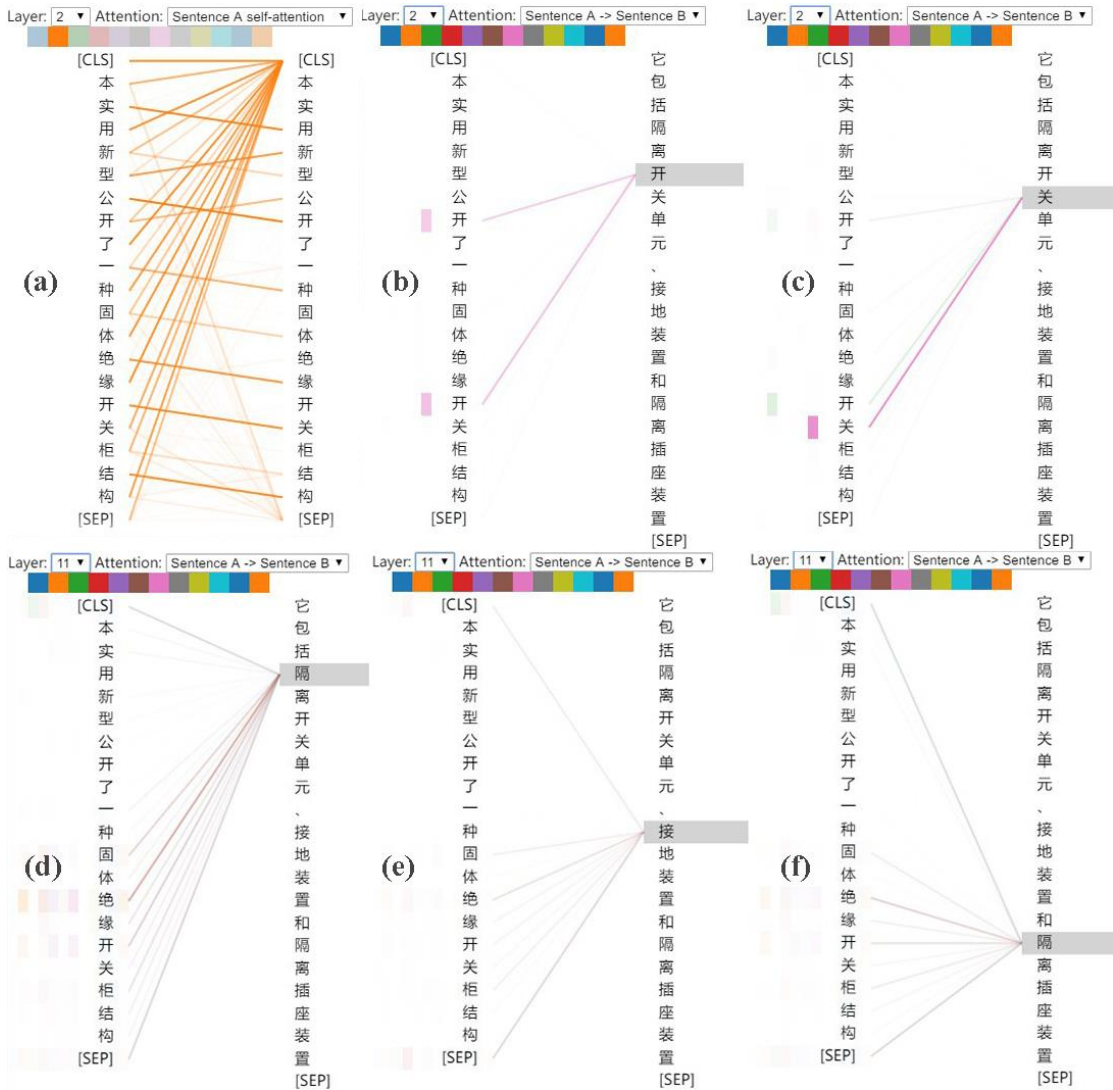 Layer: 2 Attention: Sentence A self-attention
[CLS] [CLS]
本 本
实 实
用 用
新 新
型 型
公 公
开 开
了 了
一 一
种 种
固 固
体 体
绝 绝
缘 缘
开 开
关 关
柜 柜
结 结
构 构
[SEP] [SEP]
(a)
Layer: 2 Attention: Sentence A -> Sentence B
[CLS] 它
本 包
实 括
用 隔
新 离
型 开
公 关
开 单
了 元
一 、
种 接
固 地
体 装
绝 置
缘 和
开 隔
关 离
柜 插
结 座
构 装
[SEP] 置
[SEP]
(b)
Layer: 2 Attention: Sentence A -> Sentence B
[CLS] 它
本 包
实 括
用 隔
新 离
型 开
公 关
开 单
了 元
一 、
种 接
固 地
体 装
绝 置
缘 和
开 隔
关 离
柜 插
结 座
构 装
[SEP] 置
[SEP]
(c)
Layer: 11 Attention: Sentence A -> Sentence B
[CLS] 它
本 包
实 括
用 隔
新 离
型 开
公 关
开 单
了 元
一 、
种 接
固 地
体 装
绝 置
缘 和
开 隔
关 离
柜 插
结 座
构 装
[SEP] 置
[SEP]
(d)
Layer: 11 Attention: Sentence A -> Sentence B
[CLS] 它
本 包
实 括
用 隔
新 离
型 开
公 关
开 单
了 元
一 、
种 接
固 地
体 装
绝 置
缘 和
开 隔
关 离
柜 插
结 座
构 装
[SEP] 置
[SEP]
(e)
Layer: 11 Attention: Sentence A -> Sentence B
[CLS] 它
本 包
实 括
用 隔
新 离
型 开
公 关
开 单
了 元
一 、
种 接
固 地
体 装
绝 置
缘 和
开 隔
关 离
柜 插
结 座
构 装
[SEP] 置
[SEP]
(f)